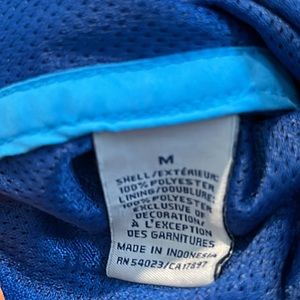 M
SHELL/EXTÉRIEUR:
100% POLYESTER
LINING/DOUBLURE:
100% POLYESTER
EXCLUSIVE OF
DECORATION/
À L'EXCEPTION
DES GARNITURES
MADE IN INDONESIA
RN 54023/CA17897